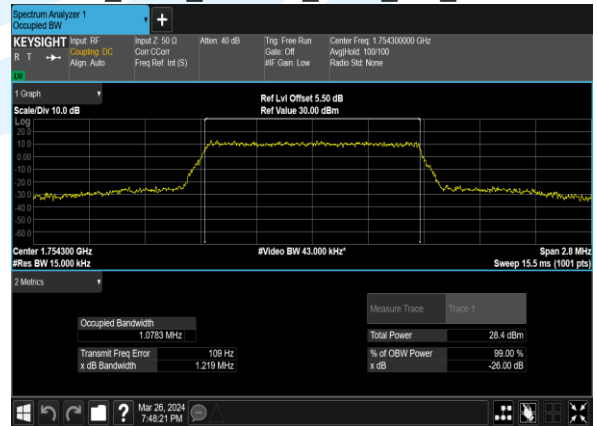 Spectrum Analyzer 1
Occupied BW
+
KEYSIGHT Input: RF Input Z: 50 Ω Atten: 40 dB Trig: Free Run Center Freq: 1.754300000 GHz
R T Coupling: DC Corr CCorr Gate: Off Avg|Hold: 100/100
Align: Auto Freq Ref: Int (S) #IF Gain: Low Radio Std: None
1 Graph
Ref Lvl Offset 5.50 dB
Scale/Div 10.0 dB Ref Value 30.00 dBm
Log
20.0
10.0
0.00
-10.0
-20.0
-30.0
-40.0
-50.0
-60.0
Center 1.754300 GHz #Video BW 43.000 kHz* Span 2.8 MHz
#Res BW 15.000 kHz Sweep 15.5 ms (1001 pts)
2 Metrics
Measure Trace Trace 1
Occupied Bandwidth
1.0783 MHz Total Power 28.4 dBm
Transmit Freq Error 109 Hz % of OBW Power 99.00 %
x dB Bandwidth 1.219 MHz x dB -26.00 dB
? Mar 26, 2024
7:48:21 PM